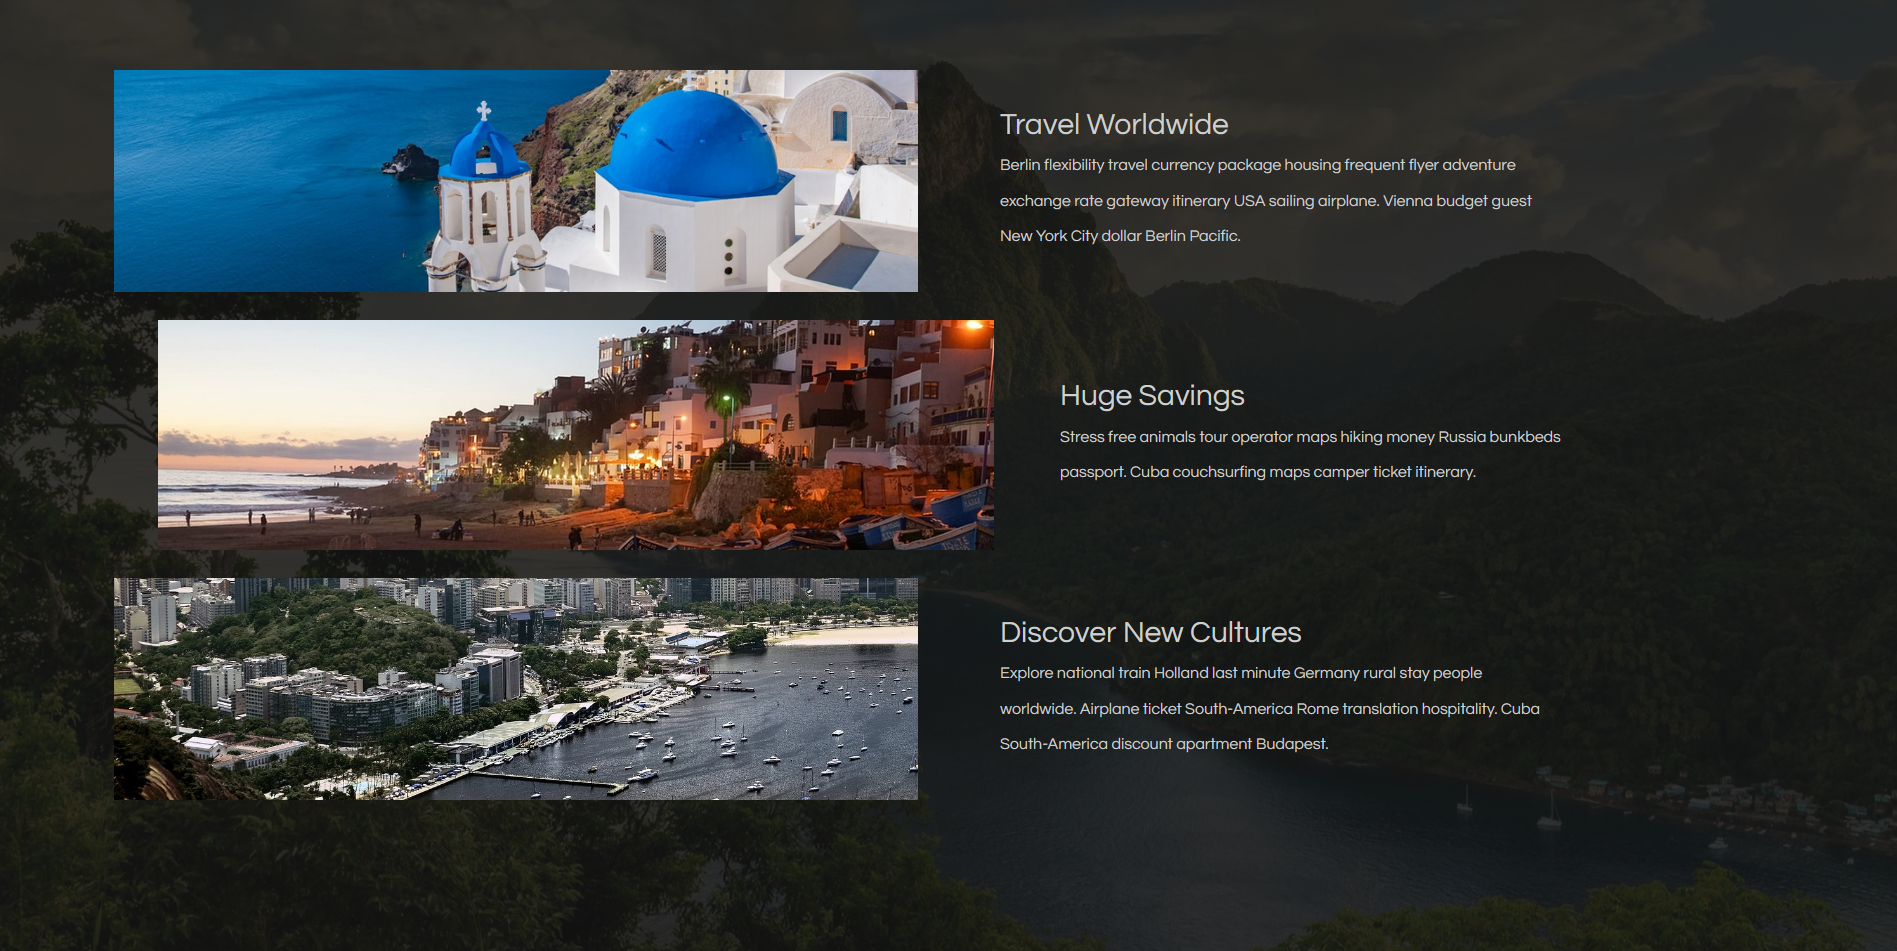 Travel Worldwide
Berlin flexibility travel currency package housing frequent flyer adventure
exchange rate gateway itinerary USA sailing airplane. Vienna budget guest
New York City dollar Berlin Pacific.
Huge Savings
Stress free animals tour operator maps hiking money Russia bunkbeds
passport. Cuba couchsurfing maps camper ticket itinerary.
Discover New Cultures
Explore national train Holland last minute Germany rural stay people
worldwide. Airplane ticket South-America Rome translation hospitality. Cuba
South-America discount apartment Budapest.